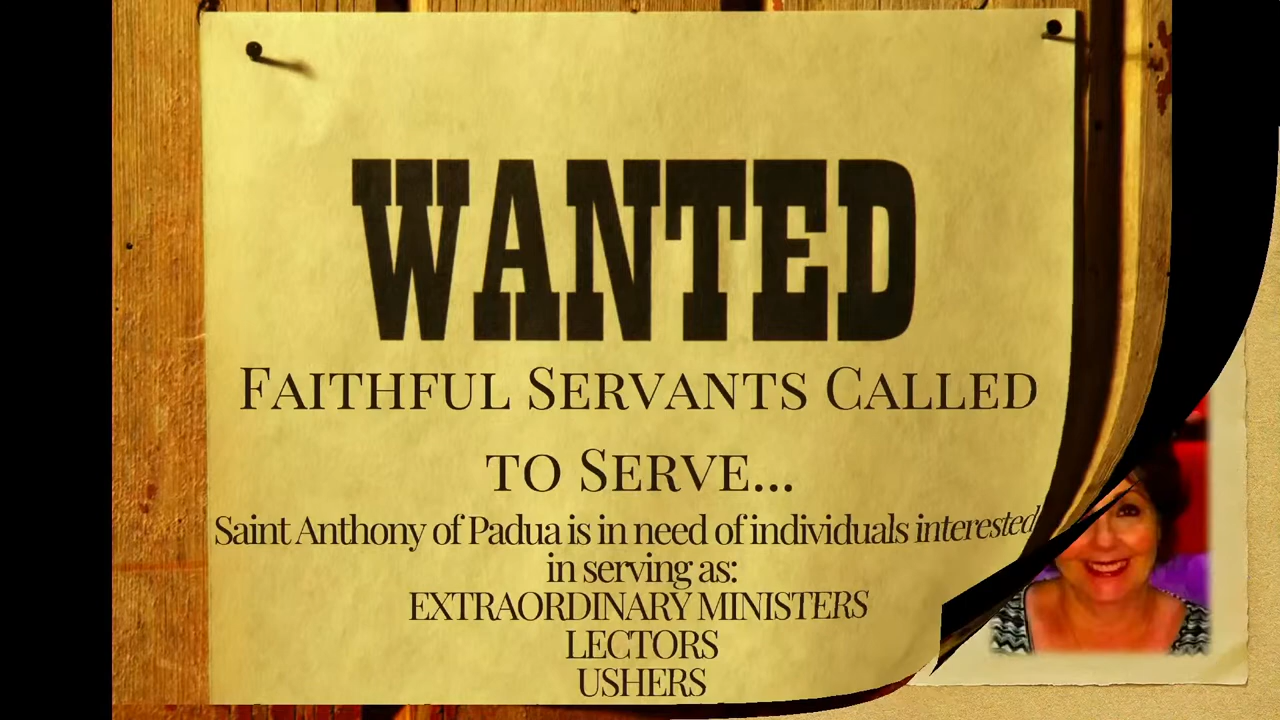 WANTED
FAITHFUL SERVANTS CALLED
TO SERVE...
Saint Anthony of Padua is in need of individuals interested
in serving as:
EXTRAORDINARY MINISTERS
LECTORS
USHERS